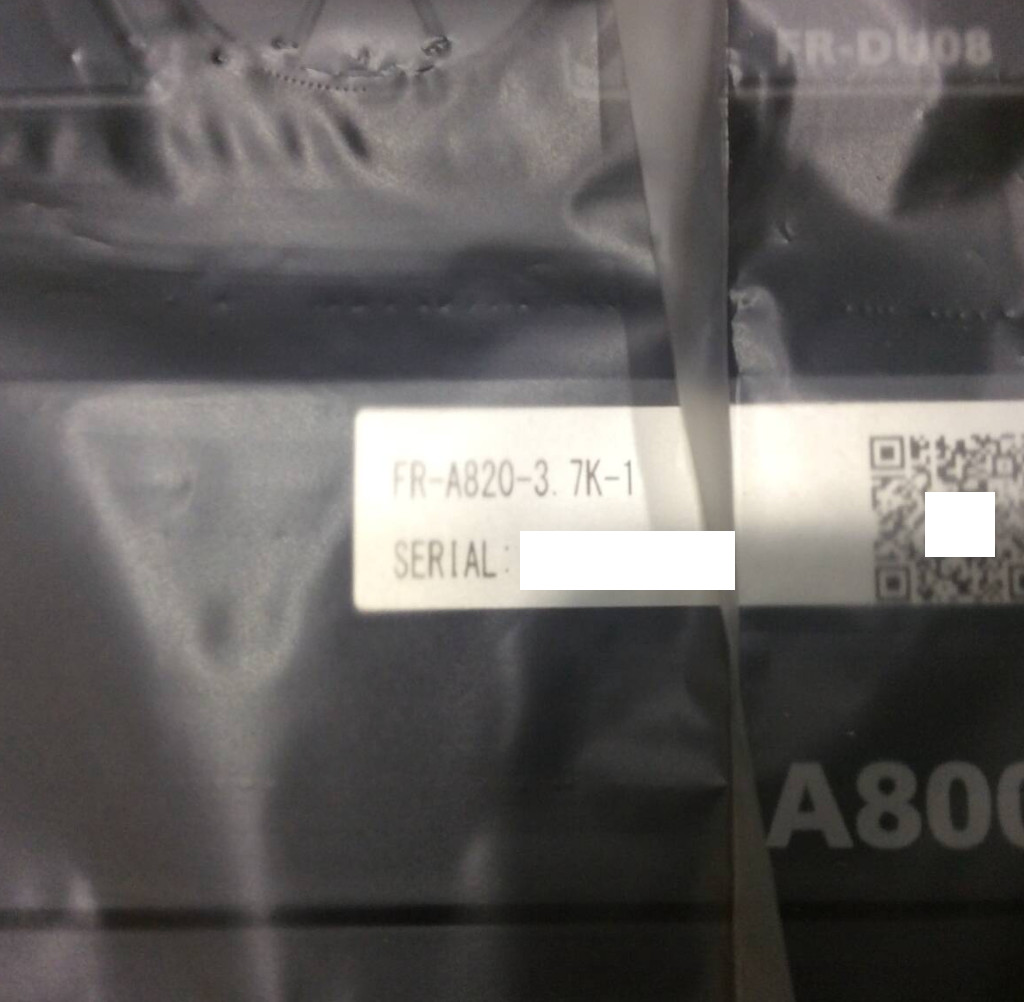 FR-DU08
FR-A820-3.7K-1
SERIAL:
A800